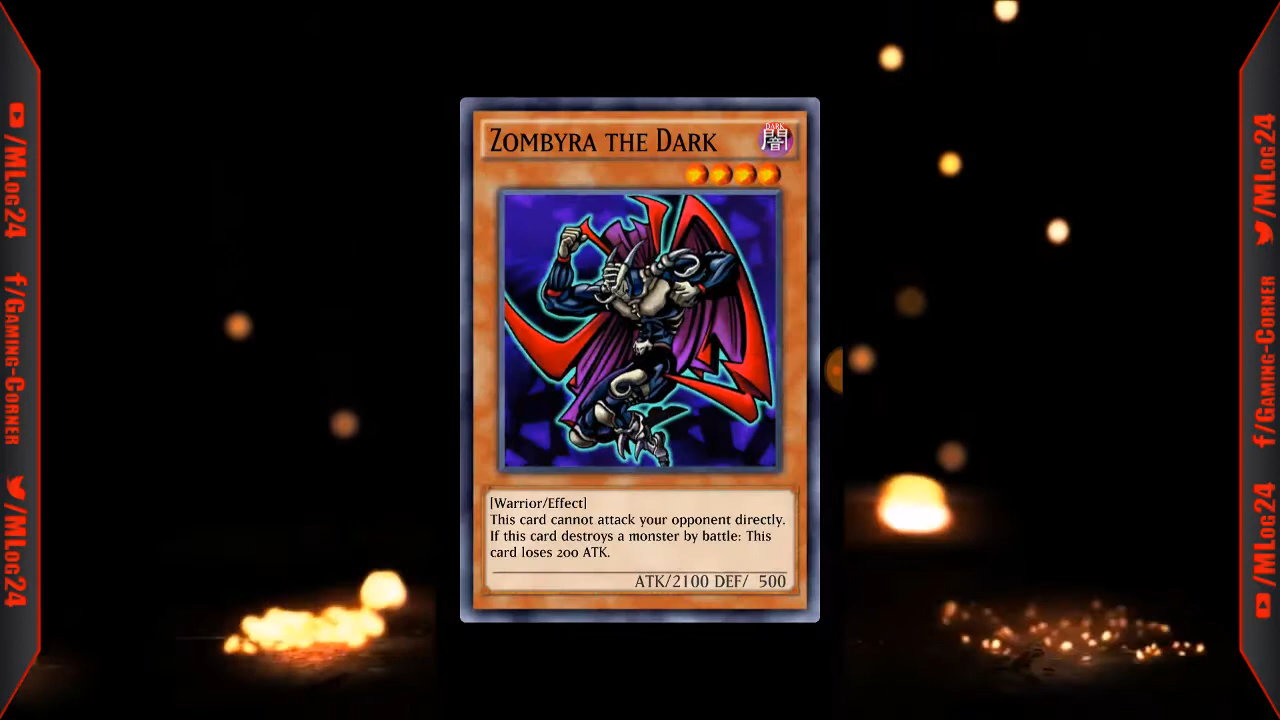 /MLog24
f/Gaming-Corner
/MLog24
Zombyra the Dark
DARK
闇
[Warrior/Effect]
This card cannot attack your opponent directly.
If this card destroys a monster by battle: This
card loses 200 ATK.
ATK/2100 DEF/ 500
/MLog24
f/Gaming-Corner
/MLog24